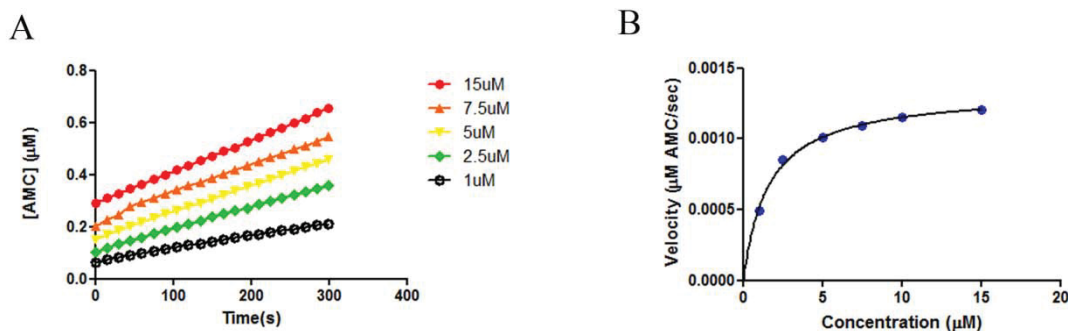 A
[AMC] (µM)
0.8
0.6
0.4
0.2
0.0
0
100
200
300
400
Time(s)
15uM
7.5uM
5uM
2.5uM
1uM
B
Velocity (µM AMC/sec)
0.0015
0.0010
0.0005
0.0000
0
5
10
15
20
Concentration (µM)